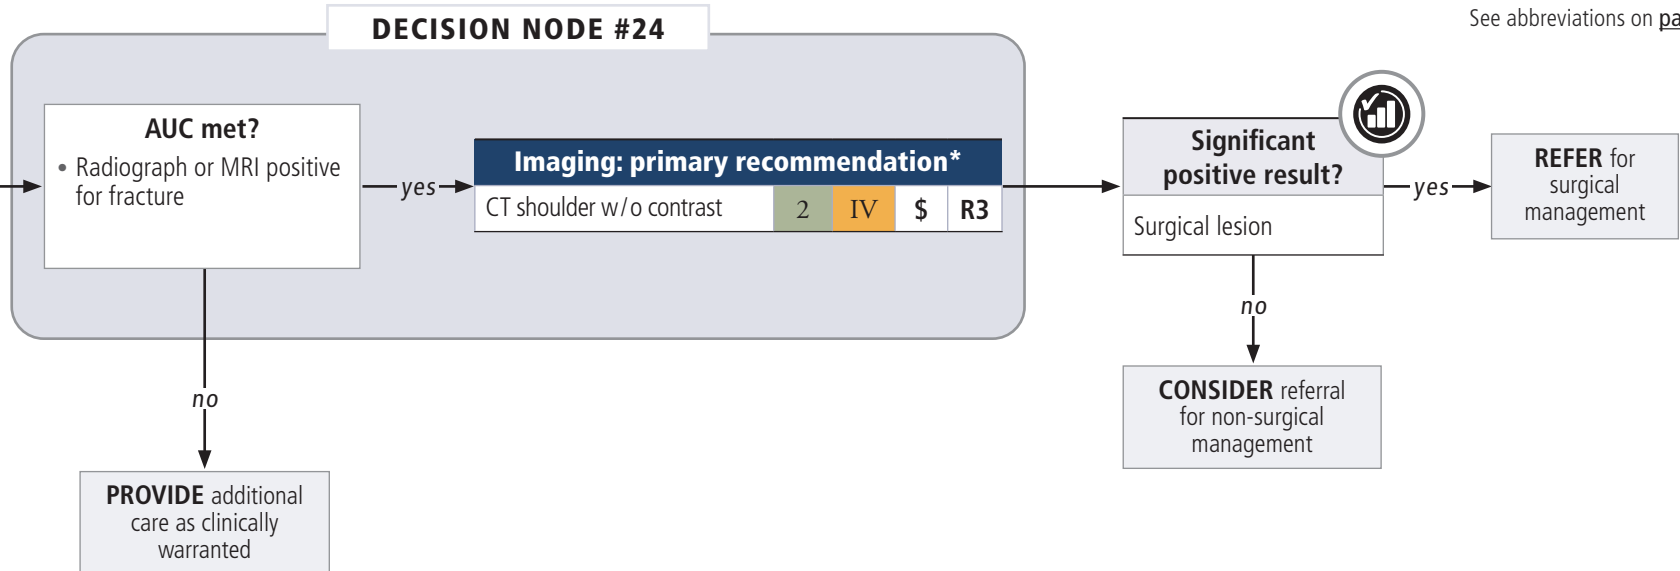 DECISION NODE #24
See abbreviations on
AUC met?
• Radiograph or MRI positive
for fracture
yes
Imaging: primary recommendation*
CT shoulder w/o contrast 2 IV $ R3
Significant
positive result?
Surgical lesion
yes
REFER for
surgical
management
no
CONSIDER referral
for non-surgical
management
no
PROVIDE additional
care as clinically
warranted